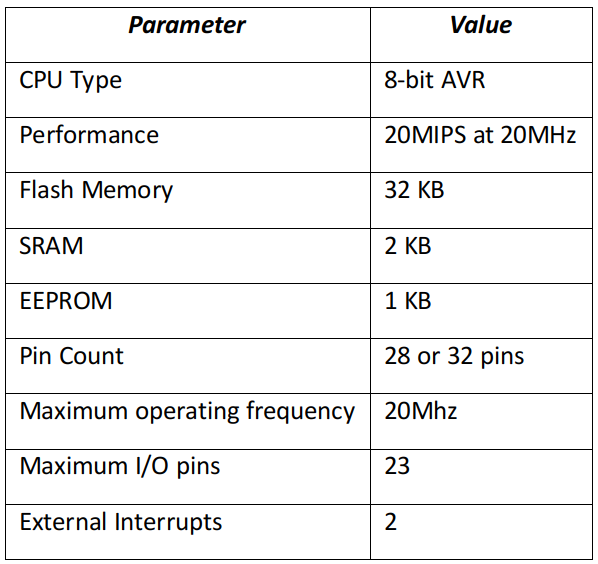 Parameter Value
CPU Type 8-bit AVR
Performance 20MIPS at 20MHz
Flash Memory 32 KB
SRAM 2 KB
EEPROM 1 KB
Pin Count 28 or 32 pins
Maximum operating frequency 20Mhz
Maximum I/O pins 23
External Interrupts 2